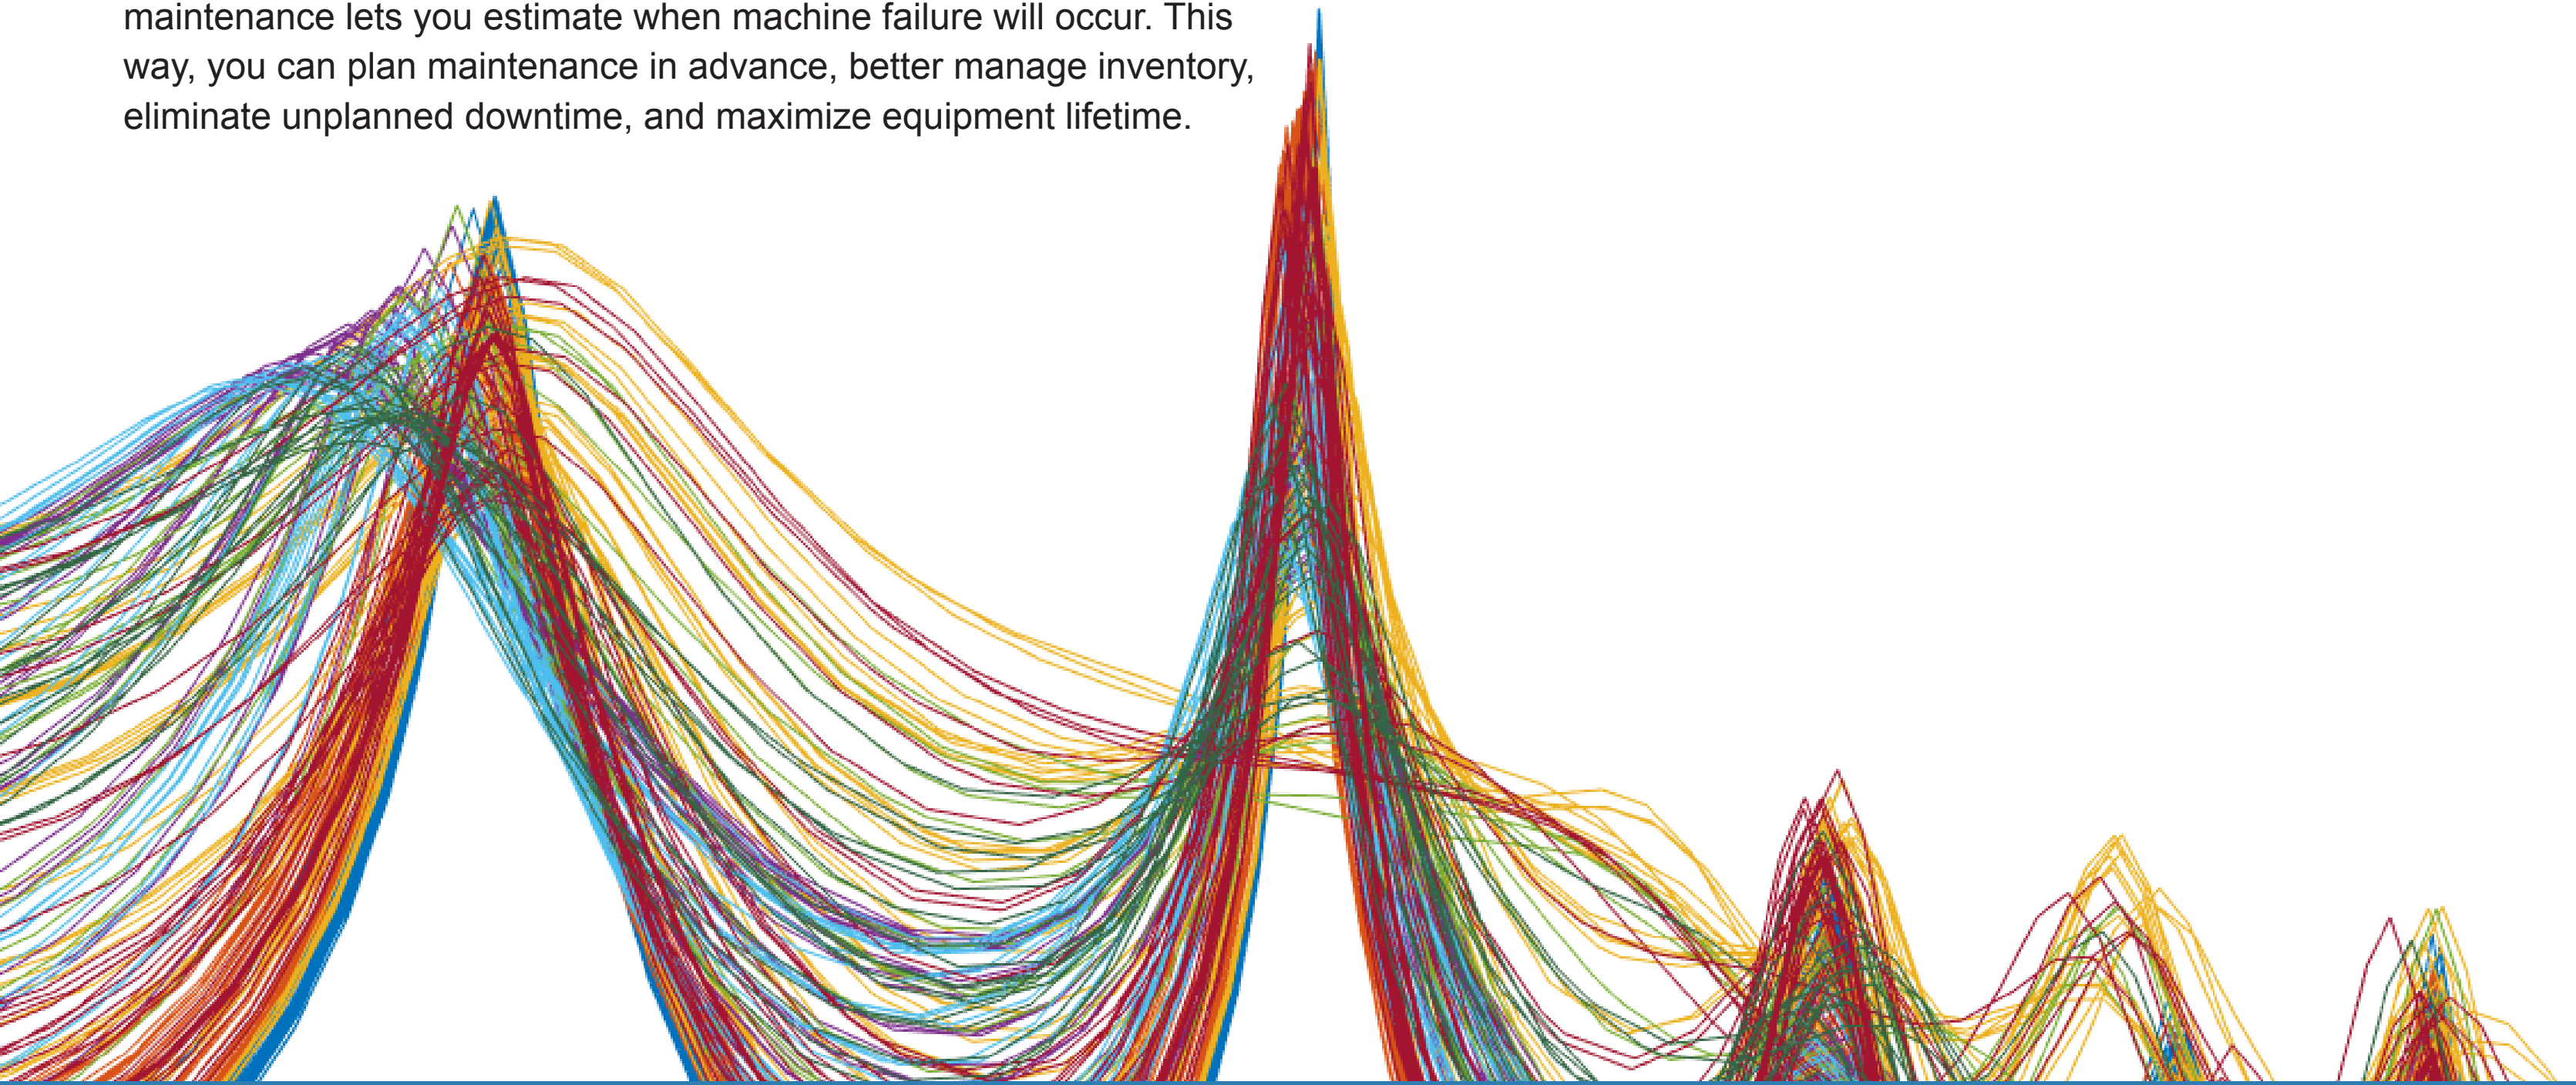 maintenance lets you estimate when machine failure will occur. This
way, you can plan maintenance in advance, better manage inventory,
eliminate unplanned downtime, and maximize equipment lifetime.